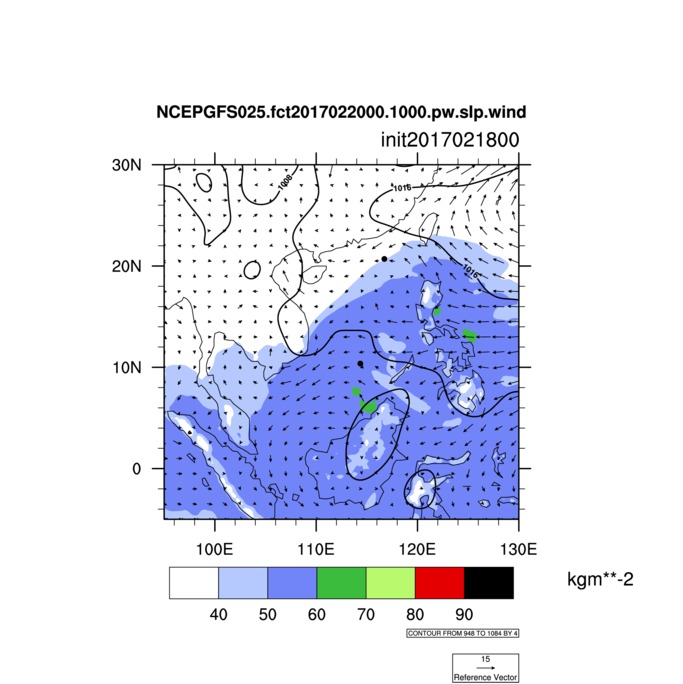 NCEPGFS025.fct2017022000.1000.pw.slp.wind
init2017021800
30N
20N
10N
0
1008
1016
1016
100E 110E 120E 130E
kgm**-2
40 50 60 70 80 90
CONTOUR FROM 948 TO 1084 BY 4
15
Reference Vector